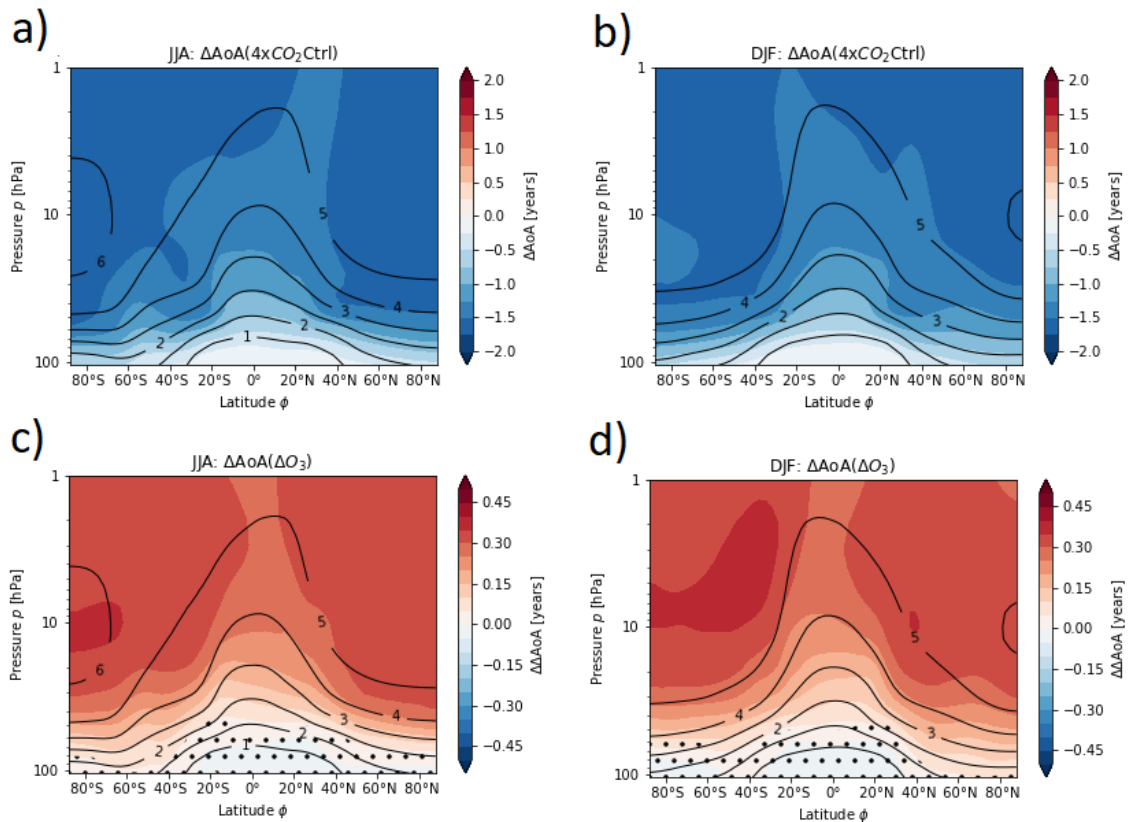 a)
JJA: ΔAoA(4xCO₂Ctrl)
1
10
100
Pressure p [hPa]
6
5
4
3
2
2
1
80°S 60°S 40°S 20°S 0° 20°N 40°N 60°N 80°N
Latitude ϕ
2.0
1.5
1.0
0.5
0.0
−0.5
−1.0
−1.5
−2.0
ΔAoA [years]
b)
DJF: ΔAoA(4xCO₂Ctrl)
1
10
100
Pressure p [hPa]
5
4
3
2
1
80°S 60°S 40°S 20°S 0° 20°N 40°N 60°N 80°N
Latitude ϕ
2.0
1.5
1.0
0.5
0.0
−0.5
−1.0
−1.5
−2.0
ΔAoA [years]
c)
JJA: ΔAoA(ΔO₃)
1
10
100
Pressure p [hPa]
6
5
4
3
2
2
1
80°S 60°S 40°S 20°S 0° 20°N 40°N 60°N 80°N
Latitude ϕ
0.45
0.30
0.15
0.00
−0.15
−0.30
−0.45
ΔΔAoA [years]
d)
DJF: ΔAoA(ΔO₃)
1
10
100
Pressure p [hPa]
5
4
3
2
1
80°S 60°S 40°S 20°S 0° 20°N 40°N 60°N 80°N
Latitude ϕ
0.45
0.30
0.15
0.00
−0.15
−0.30
−0.45
ΔΔAoA [years]